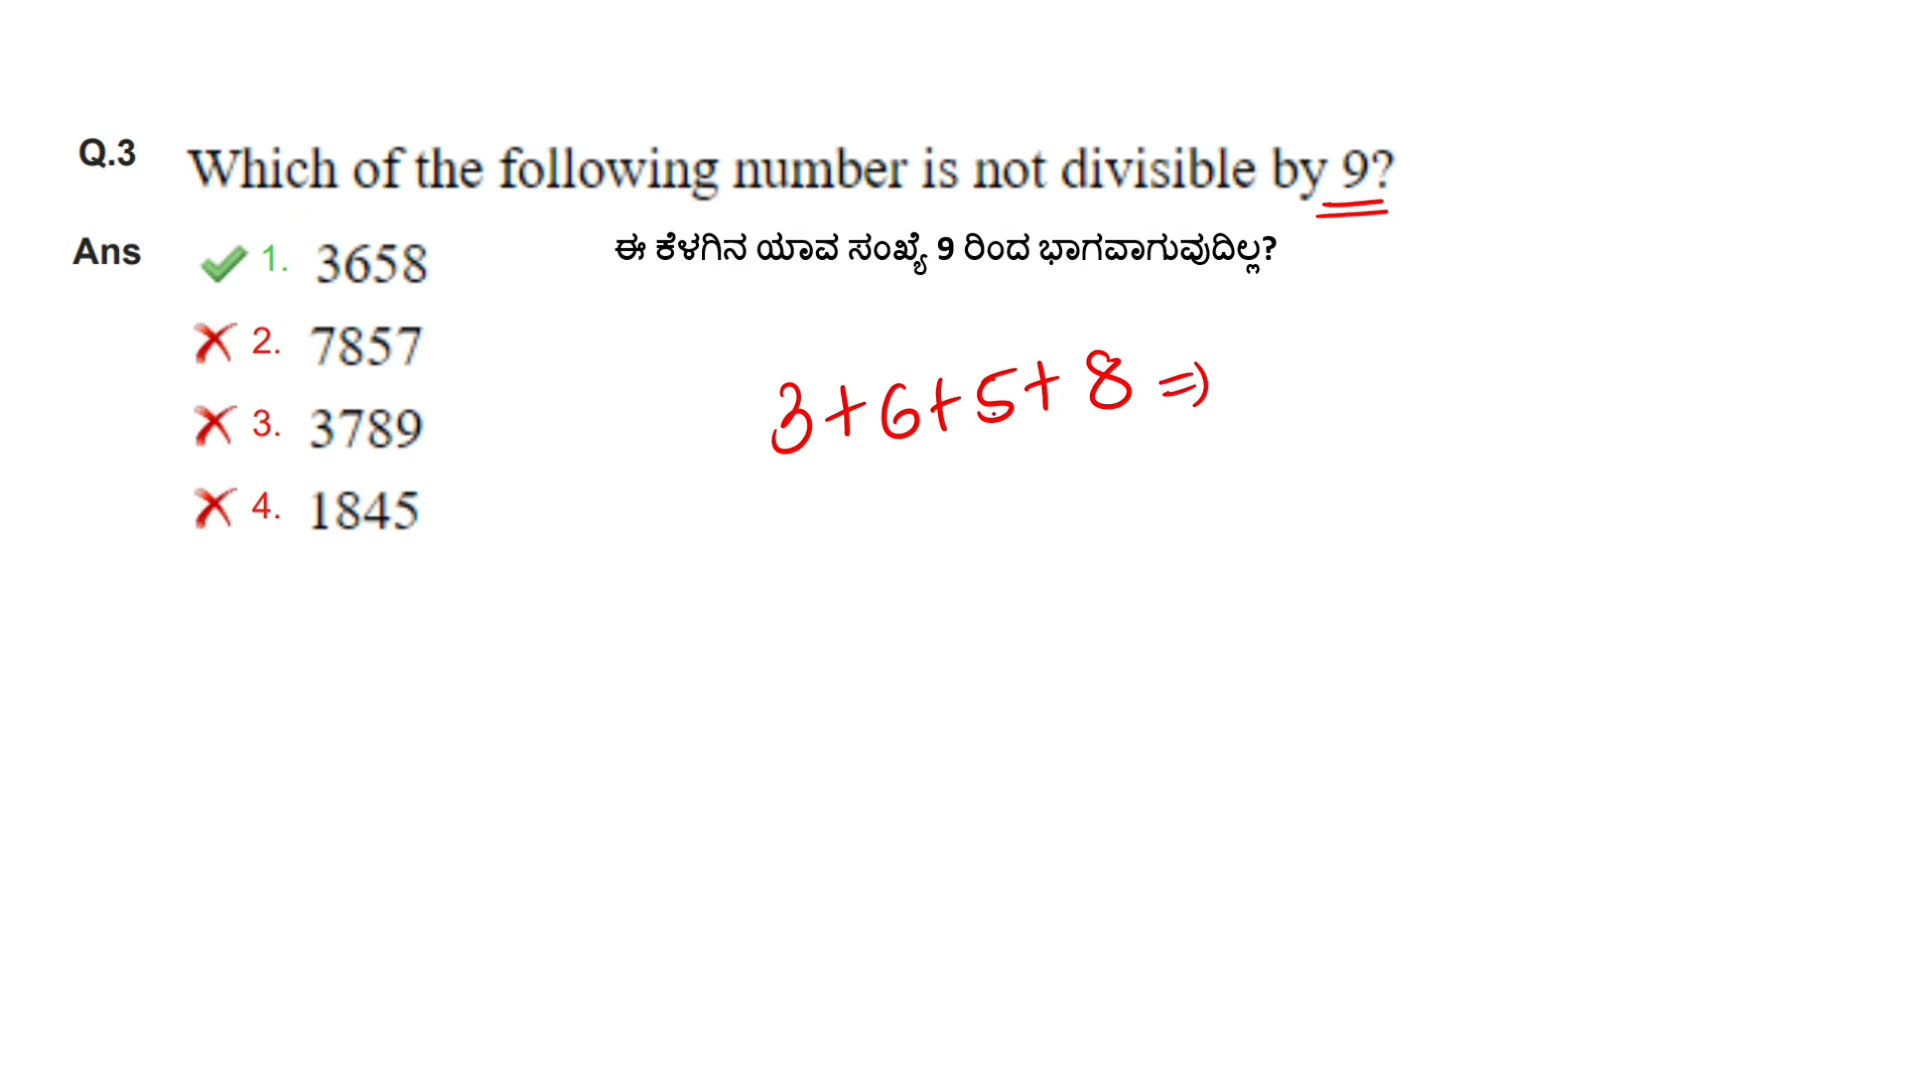 Q.3 Which of the following number is not divisible by 9?
Ans 1. 3658
ಈ ಕೆಳಗಿನ ಯಾವ ಸಂಖ್ಯೆ 9 ರಿಂದ ಭಾಗವಾಗುವುದಿಲ್ಲ?
2. 7857
3. 3789
4. 1845
3+6+5+8 ⇒